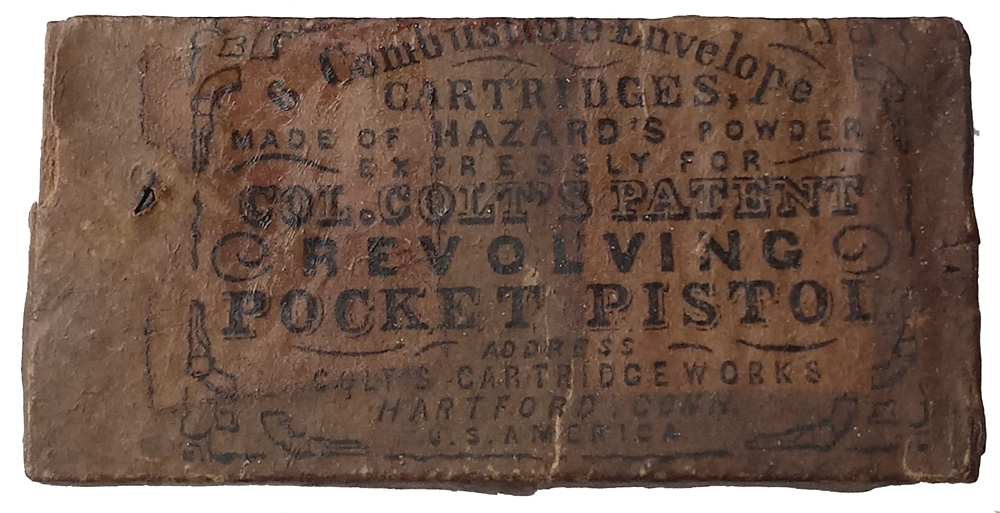 6 Combustible Envelope
CARTRIDGES,
MADE OF HAZARD'S POWDER
EXPRESSLY FOR
COL. COLT'S PATENT
REVOLVING
POCKET PISTOL
ADDRESS
COLT'S CARTRIDGE WORKS
HARTFORD CONN.
U.S. AMERICA